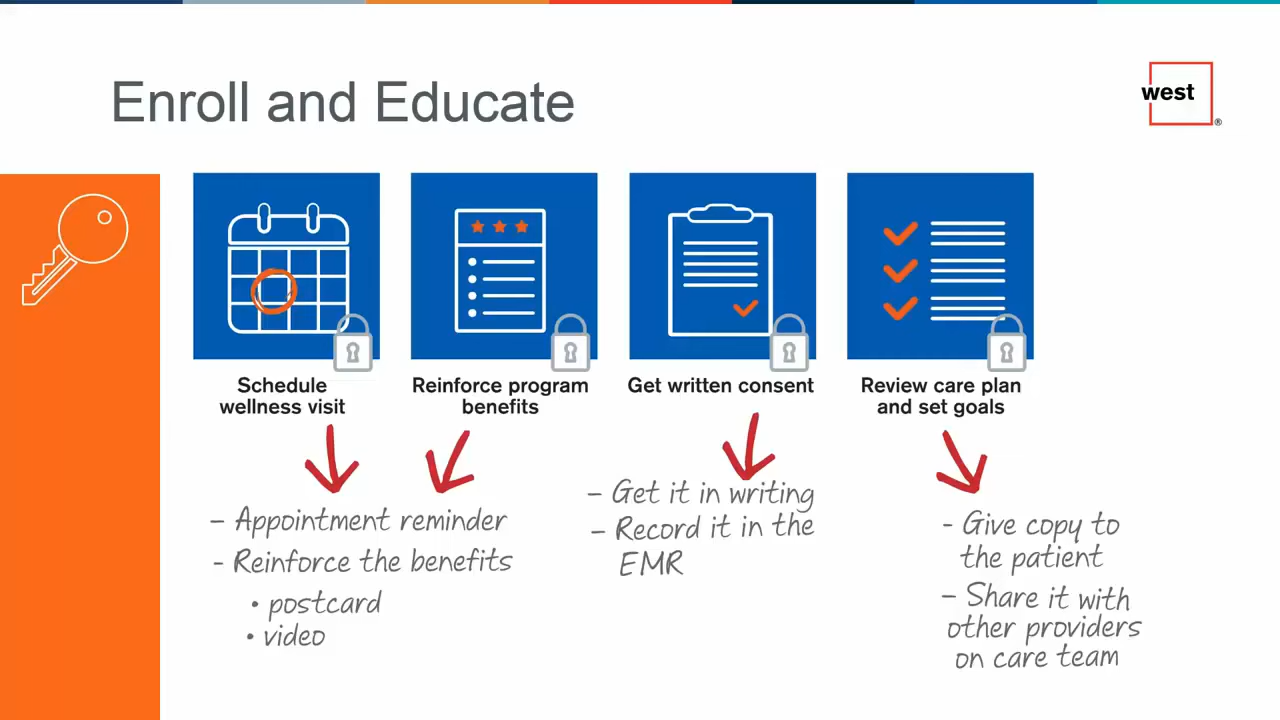 Enroll and Educate
west
®
Schedule
wellness visit
Reinforce program
benefits
Get written consent
Review care plan
and set goals
– Appointment reminder
- Reinforce the benefits
• postcard
• video
– Get it in writing
– Record it in the
EMR
- Give copy to
the patient
– Share it with
other providers
on care team